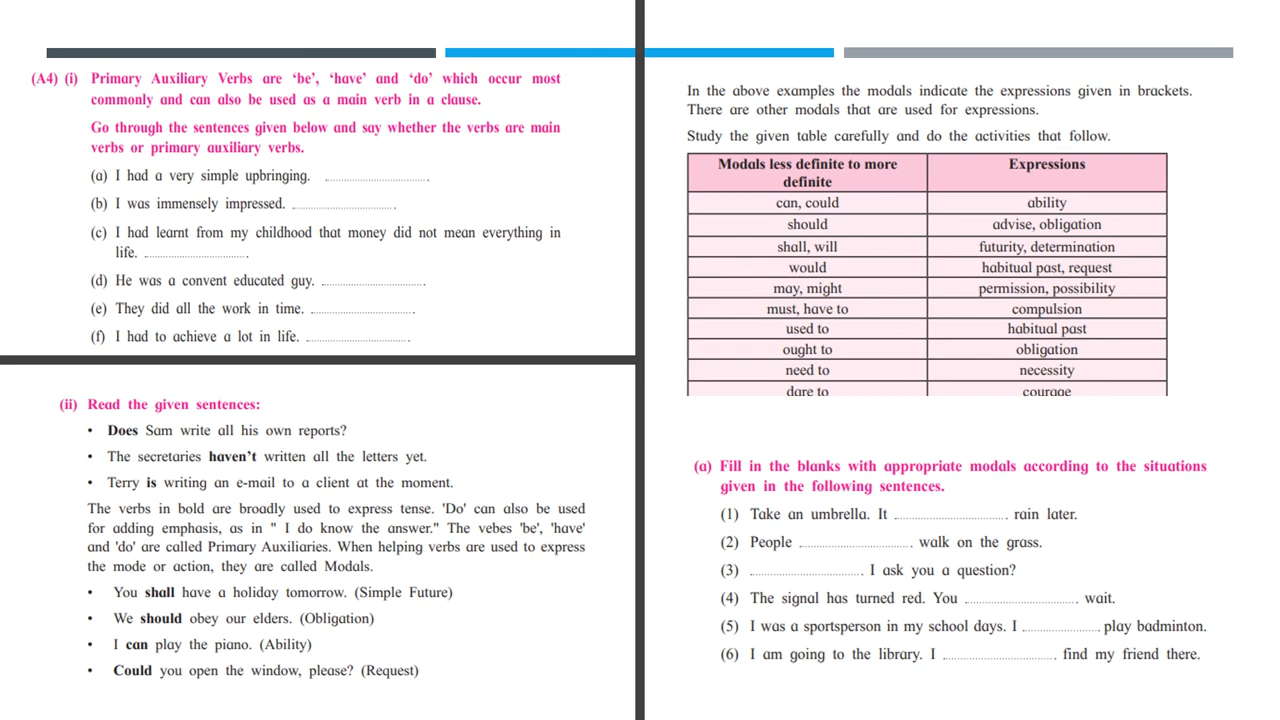 (A4) (i) Primary Auxiliary Verbs are ‘be’, ‘have’ and ‘do’ which occur most
commonly and can also be used as a main verb in a clause.
Go through the sentences given below and say whether the verbs are main
verbs or primary auxiliary verbs.
(a) I had a very simple upbringing. ...................................
(b) I was immensely impressed. ...................................
(c) I had learnt from my childhood that money did not mean everything in
life. ...................................
(d) He was a convent educated guy. ...................................
(e) They did all the work in time. ...................................
(f) I had to achieve a lot in life. ...................................
(ii) Read the given sentences:
• Does Sam write all his own reports?
• The secretaries haven’t written all the letters yet.
• Terry is writing an e-mail to a client at the moment.
The verbs in bold are broadly used to express tense. 'Do' can also be used
for adding emphasis, as in " I do know the answer." The vebes 'be', 'have'
and 'do' are called Primary Auxiliaries. When helping verbs are used to express
the mode or action, they are called Modals.
• You shall have a holiday tomorrow. (Simple Future)
• We should obey our elders. (Obligation)
• I can play the piano. (Ability)
• Could you open the window, please? (Request)
In the above examples the modals indicate the expressions given in brackets.
There are other modals that are used for expressions.
Study the given table carefully and do the activities that follow.
Modals less definite to more Expressions
definite
can, could ability
should advise, obligation
shall, will futurity, determination
would habitual past, request
may, might permission, possibility
must, have to compulsion
used to habitual past
ought to obligation
need to necessity
dare to courage
(a) Fill in the blanks with appropriate modals according to the situations
given in the following sentences.
(1) Take an umbrella. It ...................................... rain later.
(2) People ...................................... walk on the grass.
(3) ...................................... I ask you a question?
(4) The signal has turned red. You ...................................... wait.
(5) I was a sportsperson in my school days. I .......................... play badminton.
(6) I am going to the library. I ...................................... find my friend there.